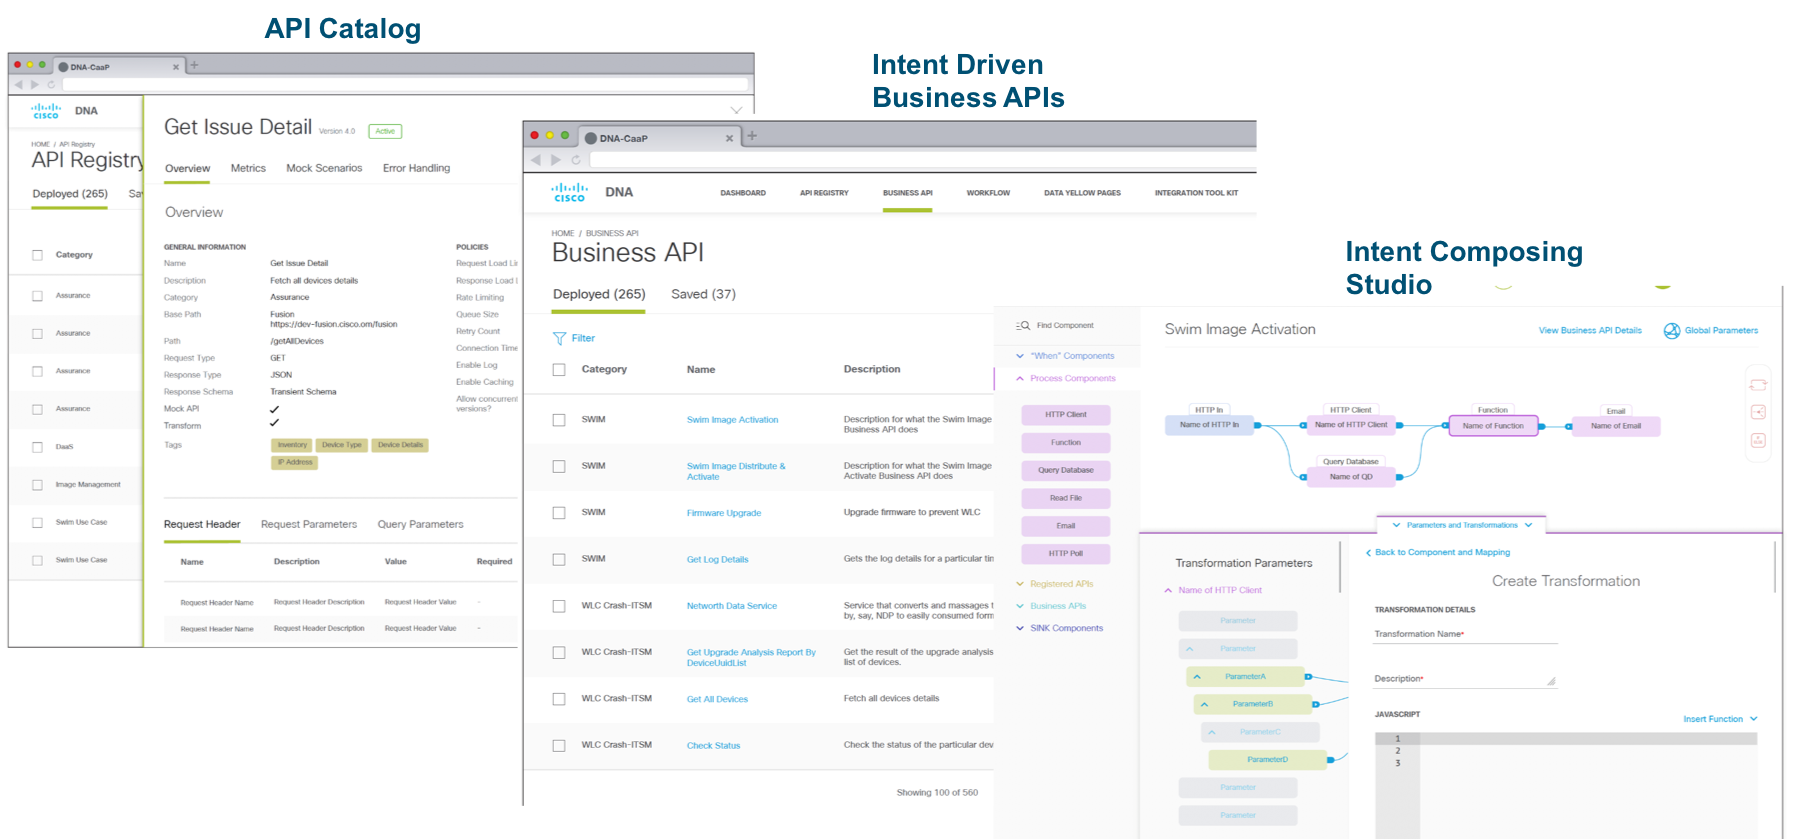 API Catalog
DNA-CaaP
CISCO DNA
HOME / API Registry
API Registry
Deployed (265) Sa
Category
Assurance
Assurance
Assurance
Assurance
DaaS
Image Management
Swim Use Case
Swim Use Case
Get Issue Detail Version 4.0 Active
Overview Metrics Mock Scenarios Error Handling
Overview
GENERAL INFORMATION
Name Get Issue Detail
Description Fetch all devices details
Category Assurance
Base Path Fusion
https://dev-fusion.cisco.om/fusion
Path /getAllDevices
Request Type GET
Response Type JSON
Response Schema Transient Schema
Mock API
Transform
Tags Inventory Device Type Device Details
IP Address
POLICIES
Request Load Li
Response Load
Rate Limiting
Queue Size
Retry Count
Connection Time
Enable Log
Enable Caching
Allow concurrent
versions?
Request Header Request Parameters Query Parameters
Name Description Value Required
Request Header Name Request Header Description Request Header Value -
Request Header Name Request Header Description Request Header Value -
Intent Driven
Business APIs
DNA-CaaP
CISCO DNA DASHBOARD API REGISTRY BUSINESS API WORKFLOW DATA YELLOW PAGES INTEGRATION TOOL KIT
HOME / BUSINESS API
Business API
Deployed (265) Saved (37)
Filter
Category Name Description
SWIM Swim Image Activation Description for what the Swim Image
Business API does
SWIM Swim Image Distribute & Description for what the Swim Image
Activate Activate Business API does
SWIM Firmware Upgrade Upgrade firmware to prevent WLC
SWIM Get Log Details Gets the log details for a particular tin
WLC Crash-ITSM Networth Data Service Service that converts and massages t
by, say, NDP to easily consumed form
WLC Crash-ITSM Get Upgrade Analysis Report By Get the result of the upgrade analysis
DeviceUuidList list of devices.
WLC Crash-ITSM Get All Devices Fetch all devices details
WLC Crash-ITSM Check Status Check the status of the particular dev
Showing 100 of 560
Intent Composing
Studio
Find Component
"When" Components
Process Components
HTTP Client
Function
Query Database
Read File
Email
HTTP Poll
Registered APIs
Business APIs
SINK Components
Swim Image Activation View Business API Details Global Parameters
HTTP In HTTP Client Function Email
Name of HTTP In Name of HTTP Client Name of Function Name of Email
Query Database
Name of QD
Parameters and Transformations
Transformation Parameters
Name of HTTP Client
Parameter
Parameter
ParameterA
ParameterB
ParameterC
ParameterD
Parameter
Parameter
Back to Component and Mapping
Create Transformation
TRANSFORMATION DETAILS
Transformation Name*
Description*
JAVASCRIPT Insert Function
1
2
3